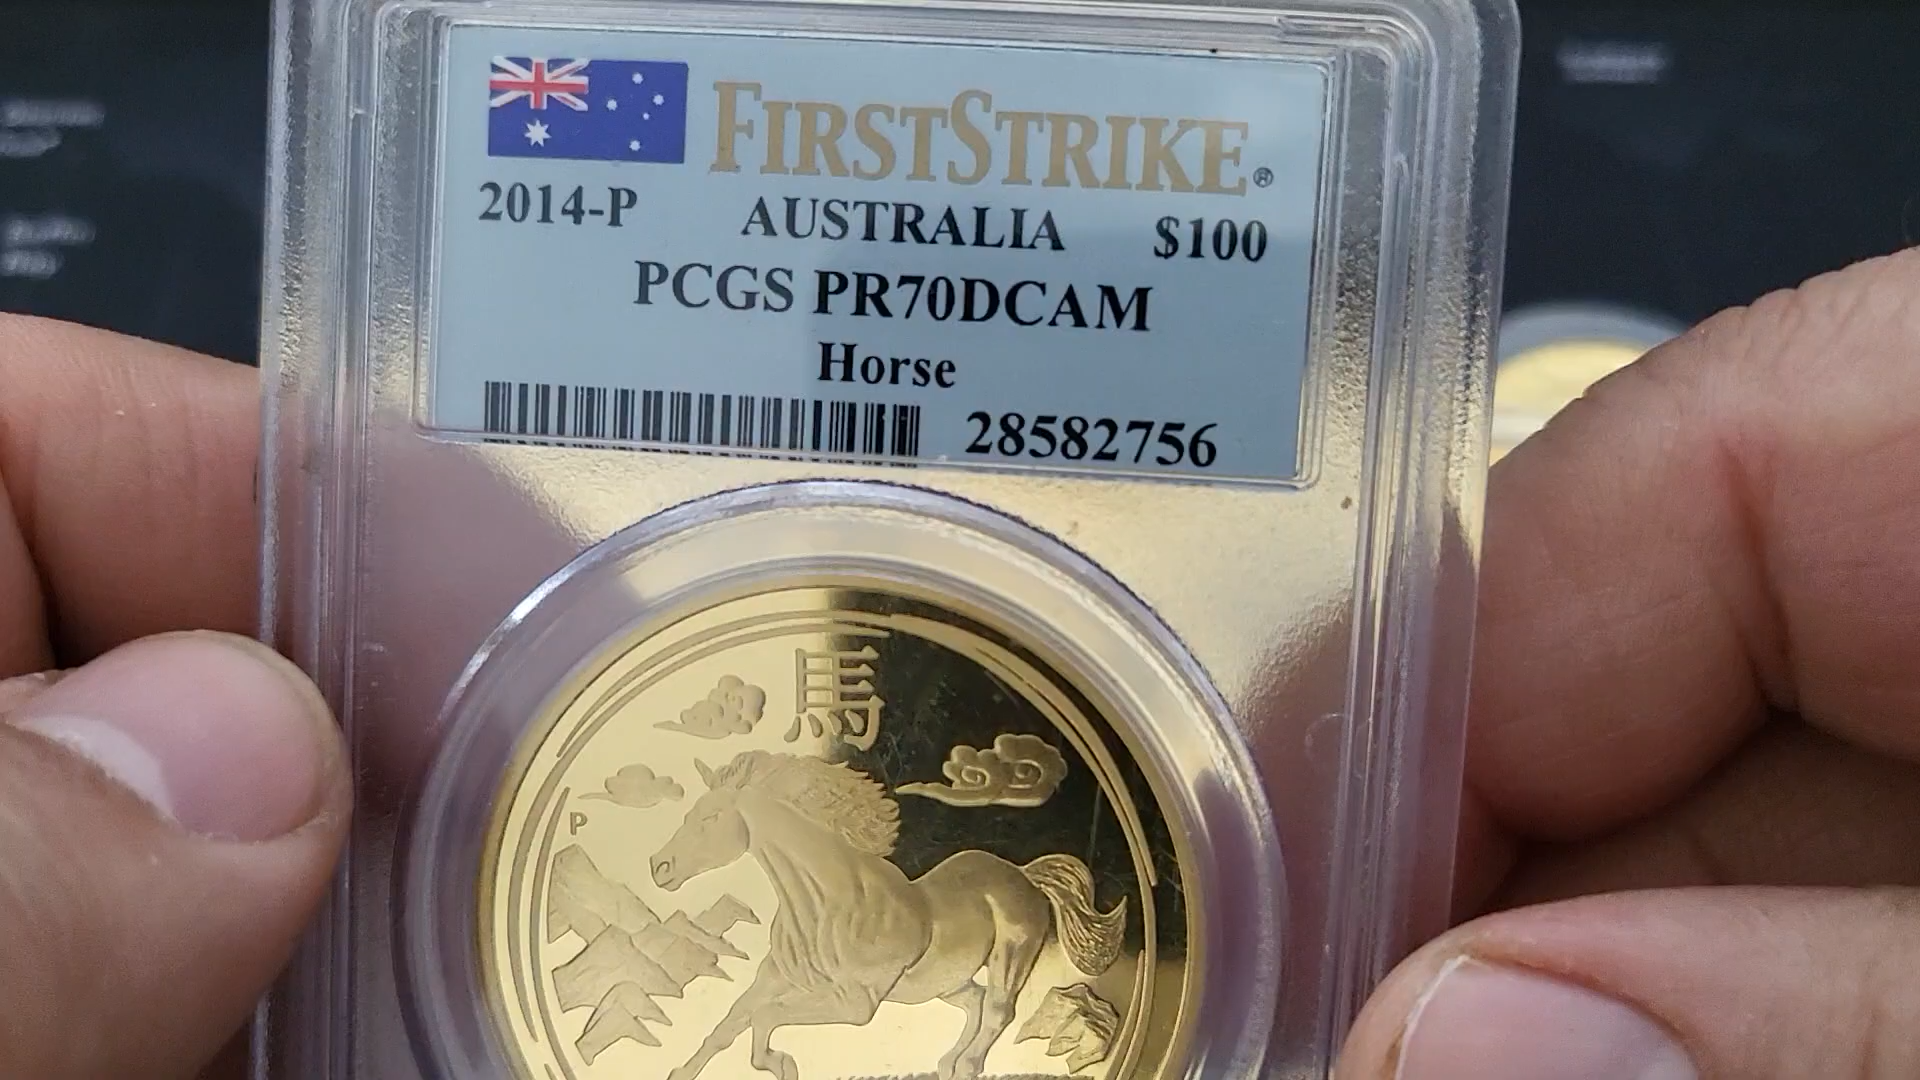 FIRSTSTRIKE®
2014-P AUSTRALIA $100
PCGS PR70DCAM
Horse
28582756
馬
P